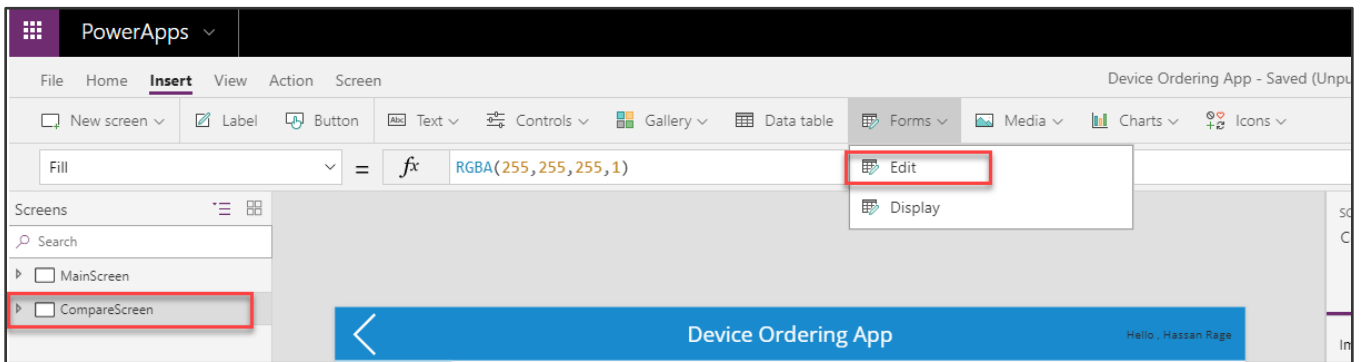 PowerApps
File Home Insert View Action Screen Device Ordering App - Saved (Unpu
New screen Label Button Abc Text Controls Gallery Data table Forms Media Charts Icons
Fill = fx RGBA(255,255,255,1)
Edit
Screens
Display
Search
MainScreen
CompareScreen
Device Ordering App Hello , Hassan Rage